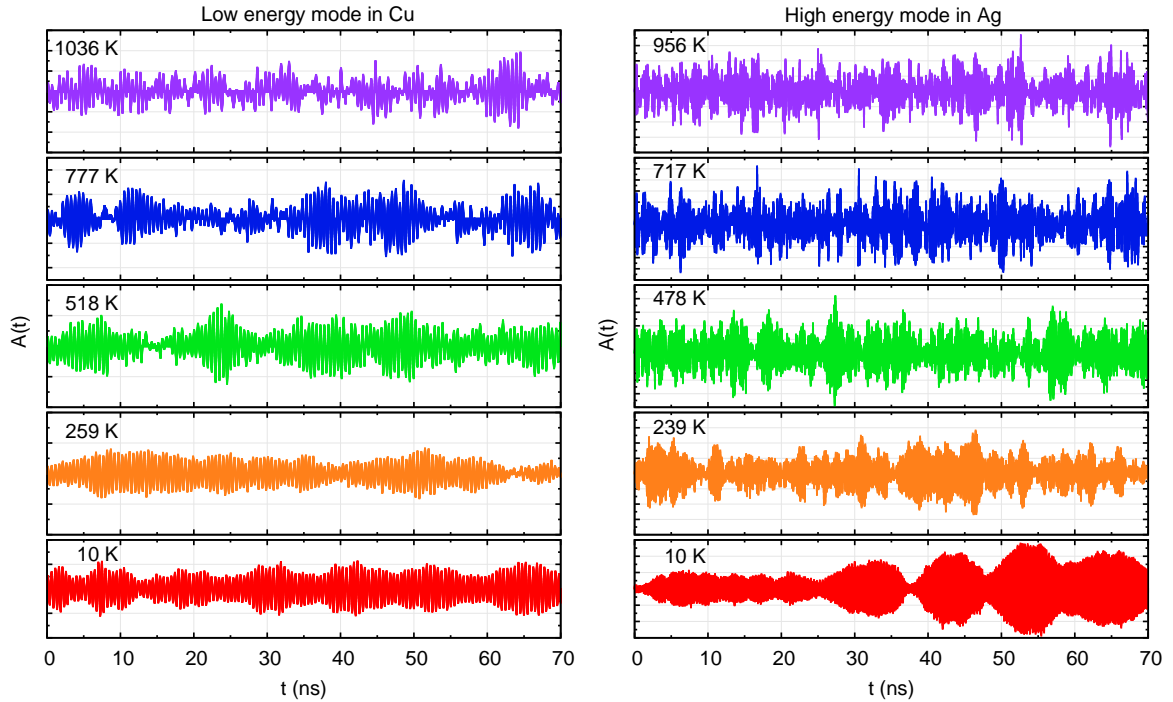 Low energy mode in Cu
High energy mode in Ag
1036 K
956 K
777 K
717 K
518 K
478 K
A(t)
A(t)
259 K
239 K
10 K
10 K
0 10 20 30 40 50 60 70
0 10 20 30 40 50 60 70
t (ns)
t (ns)